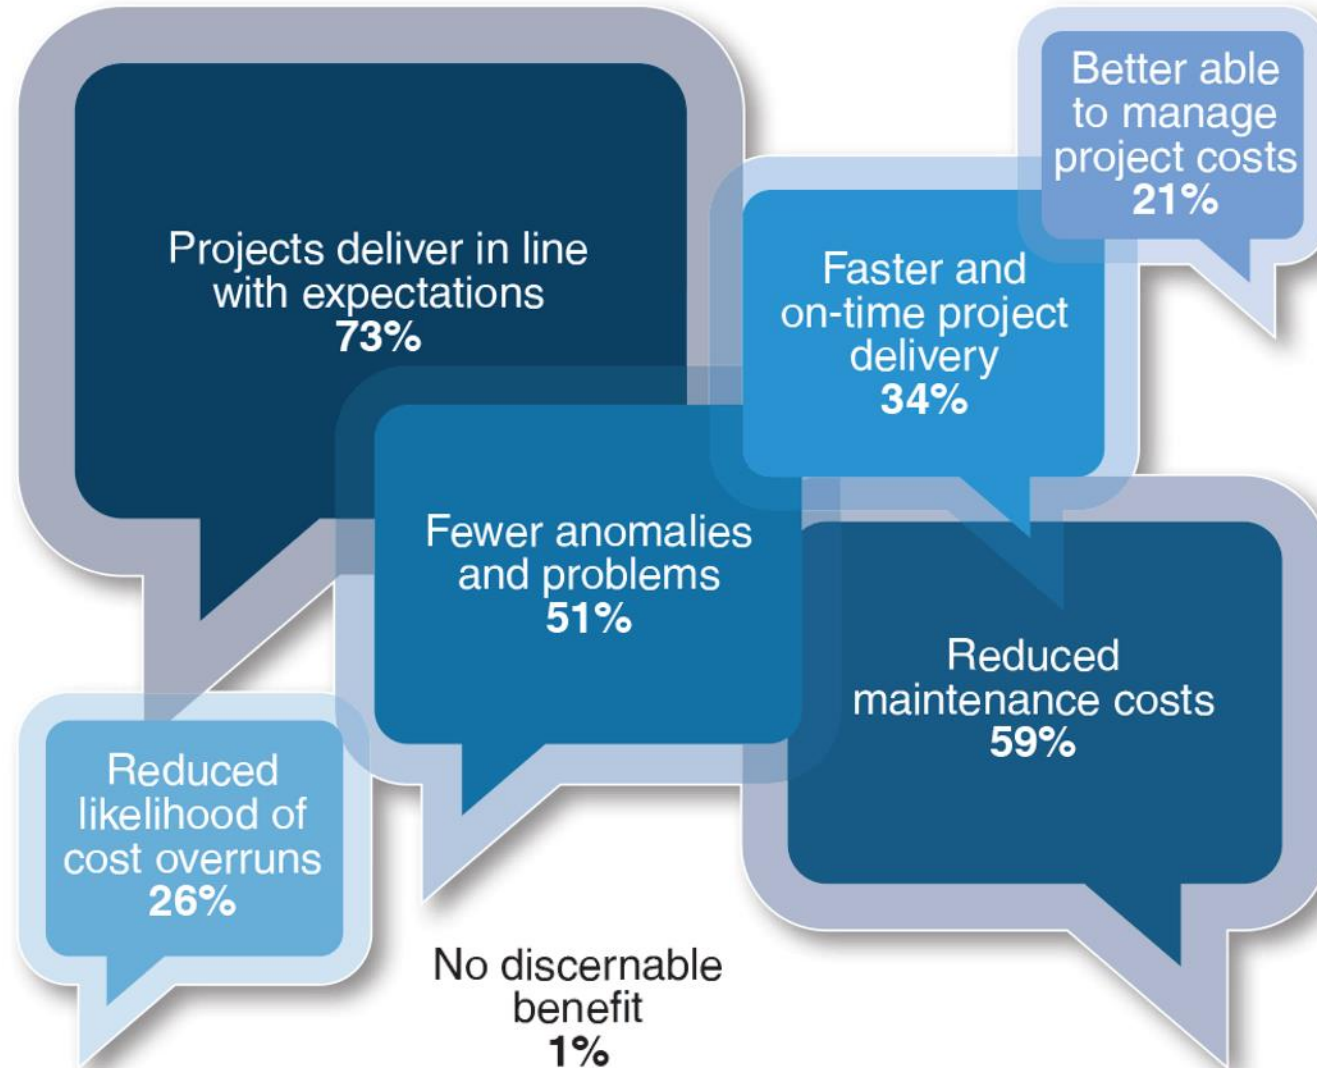 Projects deliver in line
with expectations
73%
Better able
to manage
project costs
21%
Faster and
on-time project
delivery
34%
Fewer anomalies
and problems
51%
Reduced
maintenance costs
59%
Reduced
likelihood of
cost overruns
26%
No discernable
benefit
1%